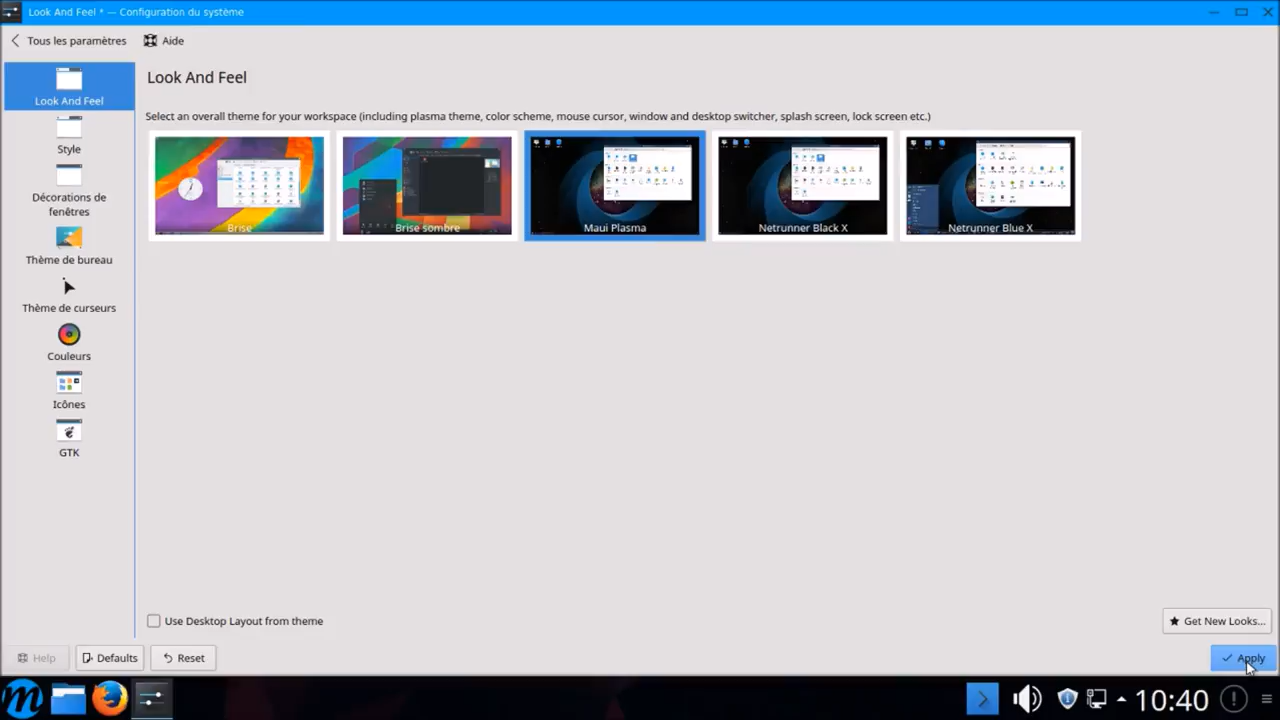 Look And Feel * — Configuration du système
Tous les paramètres
Aide
Look And Feel
Style
Décorations de
fenêtres
Thème de bureau
Thème de curseurs
Couleurs
Icônes
GTK
Look And Feel
Select an overall theme for your workspace (including plasma theme, color scheme, mouse cursor, window and desktop switcher, splash screen, lock screen etc.)
Brise
Brise sombre
Maui Plasma
Netrunner Black X
Netrunner Blue X
Use Desktop Layout from theme
Get New Looks...
Help
Defaults
Reset
Apply
10:40